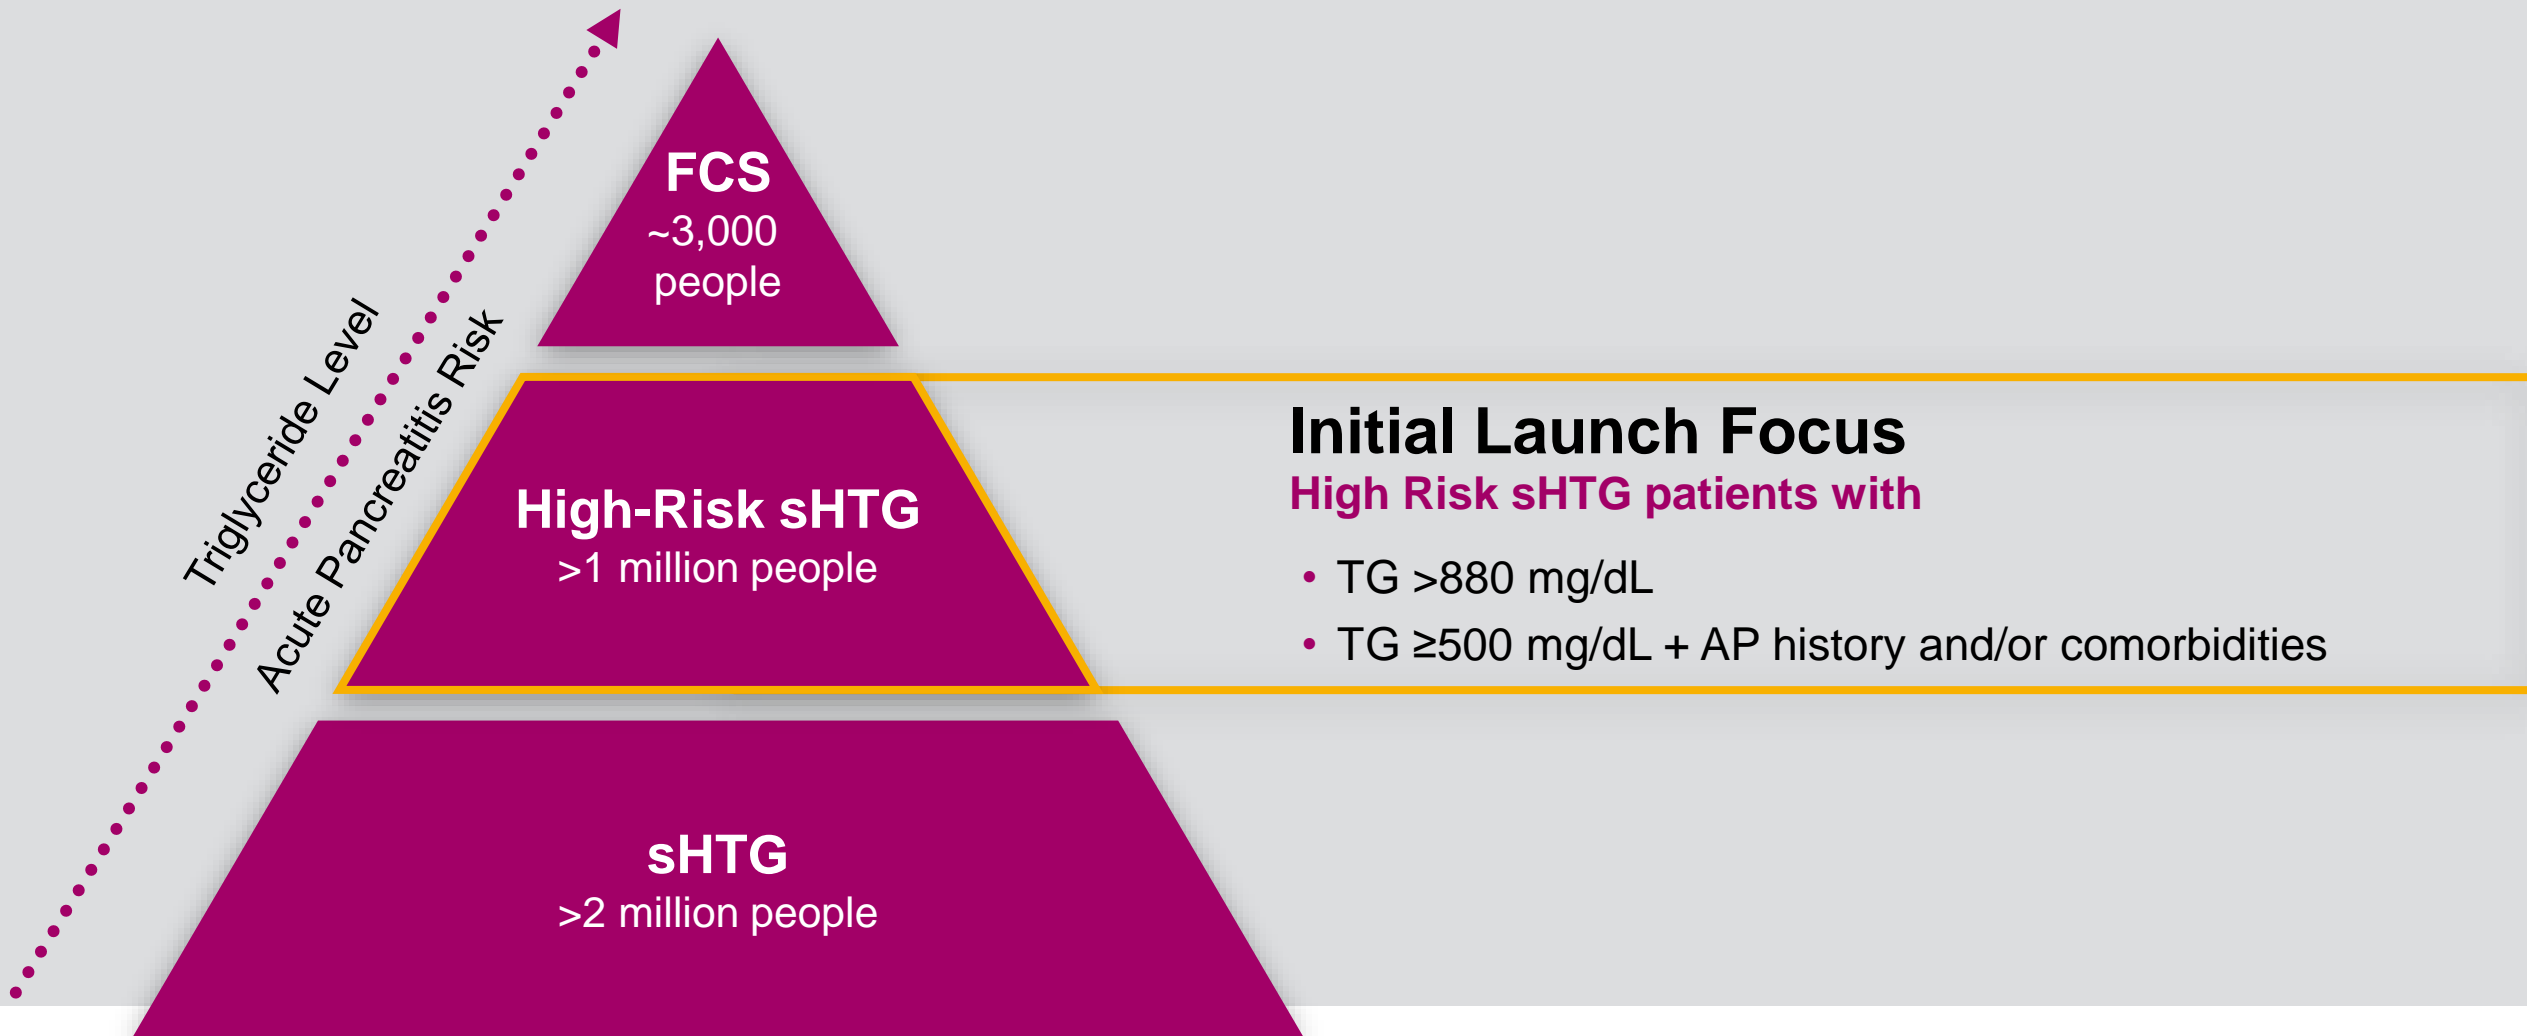 FCS
~3,000
people
Triglyceride Level
Acute Pancreatitis Risk
High-Risk sHTG
>1 million people
Initial Launch Focus
High Risk sHTG patients with
• TG >880 mg/dL
• TG ≥500 mg/dL + AP history and/or comorbidities
sHTG
>2 million people